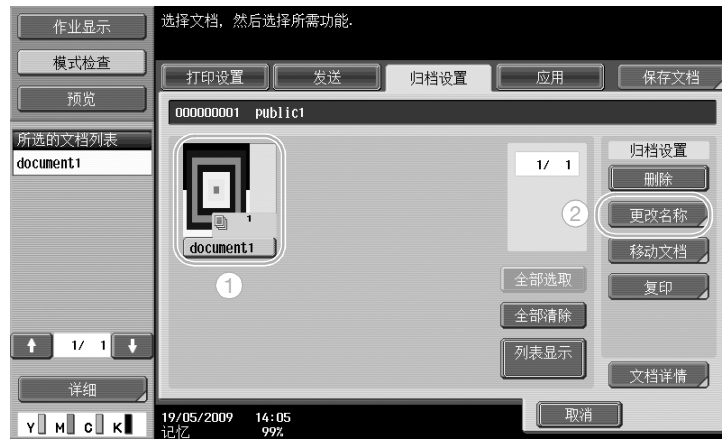 作业显示
模式检查
预览
所选的文档列表
document1
1/ 1
详细
Y M C K
选择文档, 然后选择所需功能.
打印设置 发送 归档设置 应用 保存文档
000000001 public1
1
document1
1
1/ 1
全部选取
全部清除
列表显示
归档设置
删除
2
更改名称
移动文档
复印
文档详情
取消
19/05/2009 14:05
记忆 99%